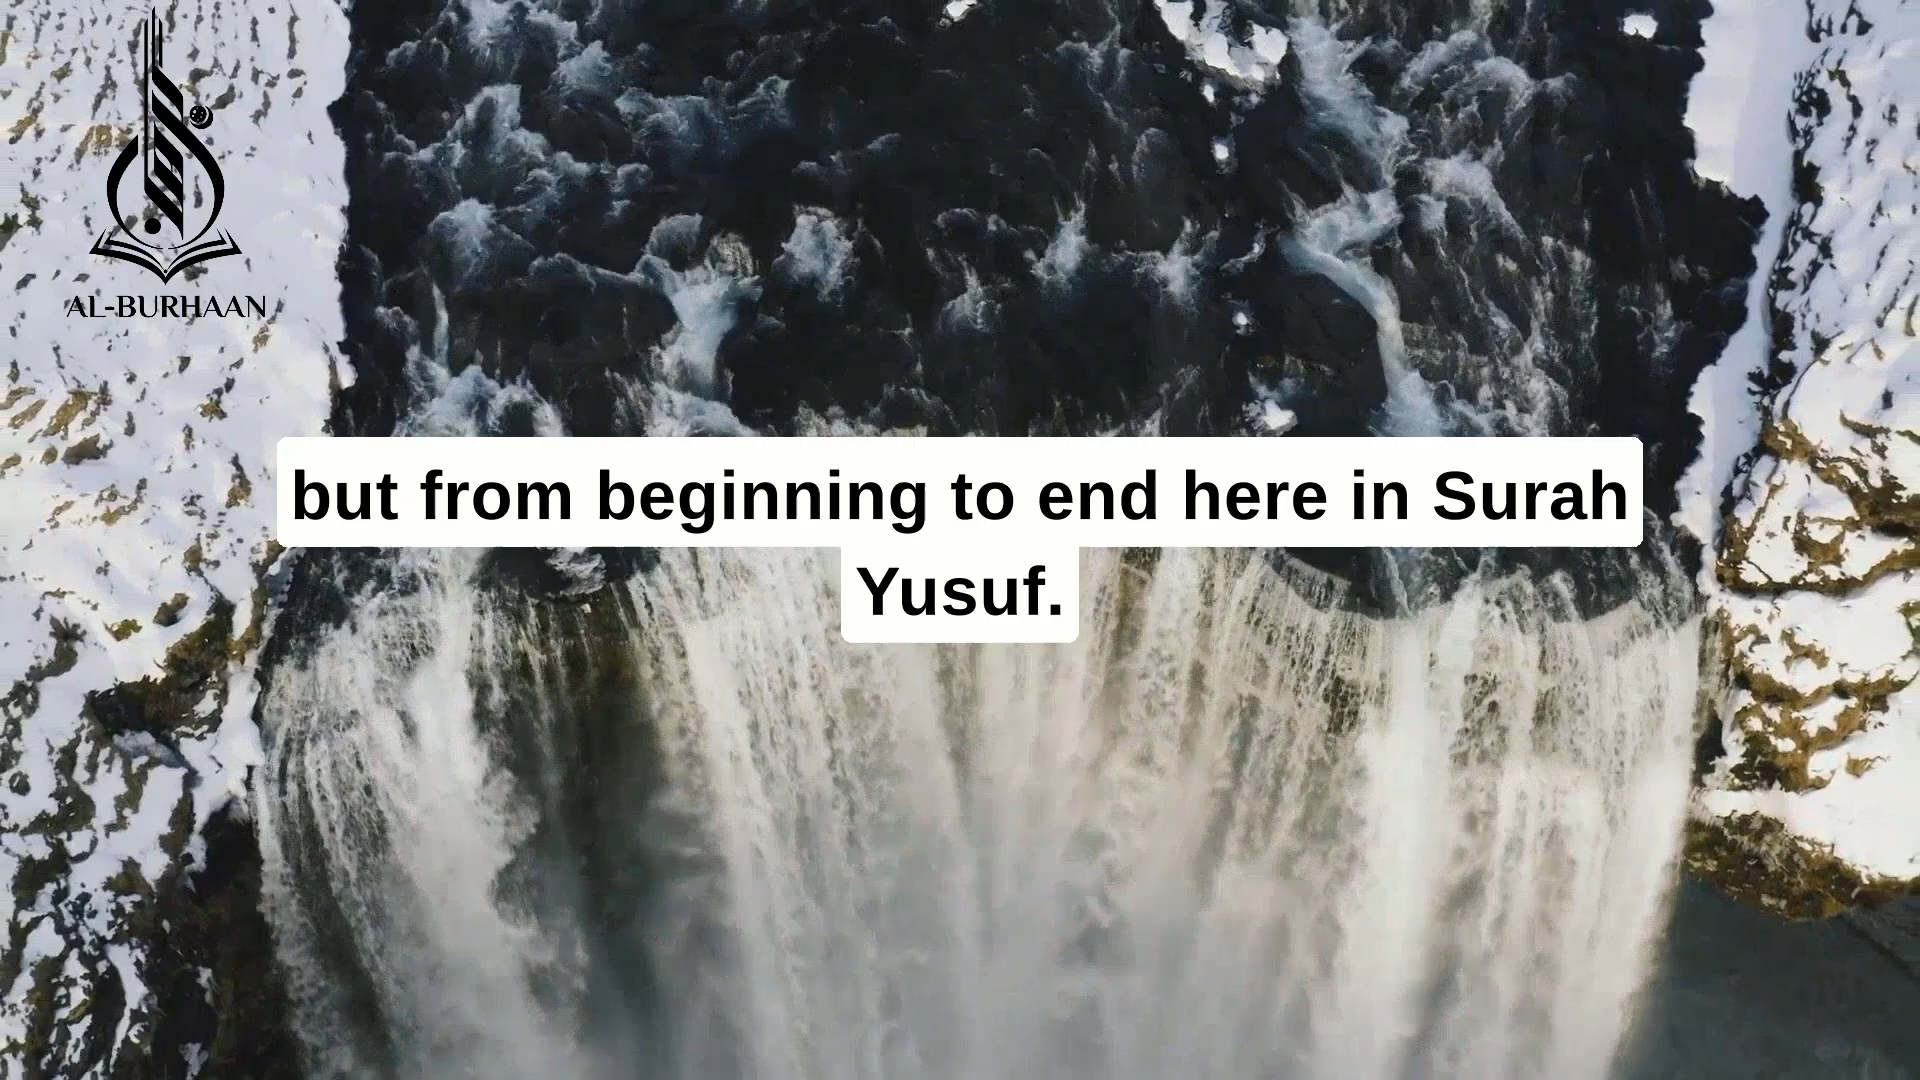 AL-BURHAAN
but from beginning to end here in Surah
Yusuf.